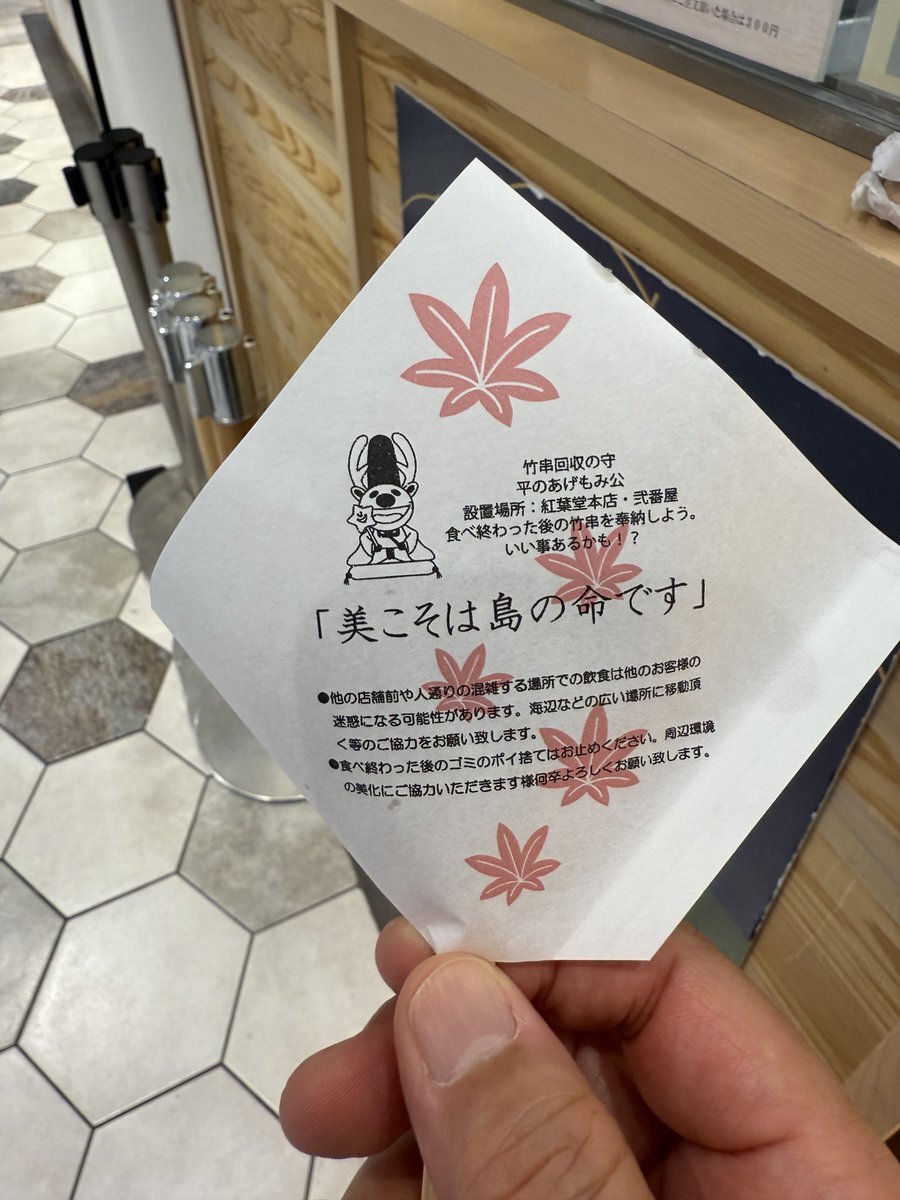 た場合は300円
竹串回収の守
平のあげもみ公
設置場所：紅葉堂本店・弐番屋
食べ終わった後の竹串を奉納しよう。
いい事あるかも！？
「美こそは島の命です」
●他の店舗前や人通りの混雑する場所での飲食は他のお客様の
迷惑になる可能性があります。海辺などの広い場所に移動頂
く等のご協力をお願い致します。
●食べ終わった後のゴミのポイ捨てはお止めください。周辺環境
の美化にご協力いただきます様何卒よろしくお願い致します。